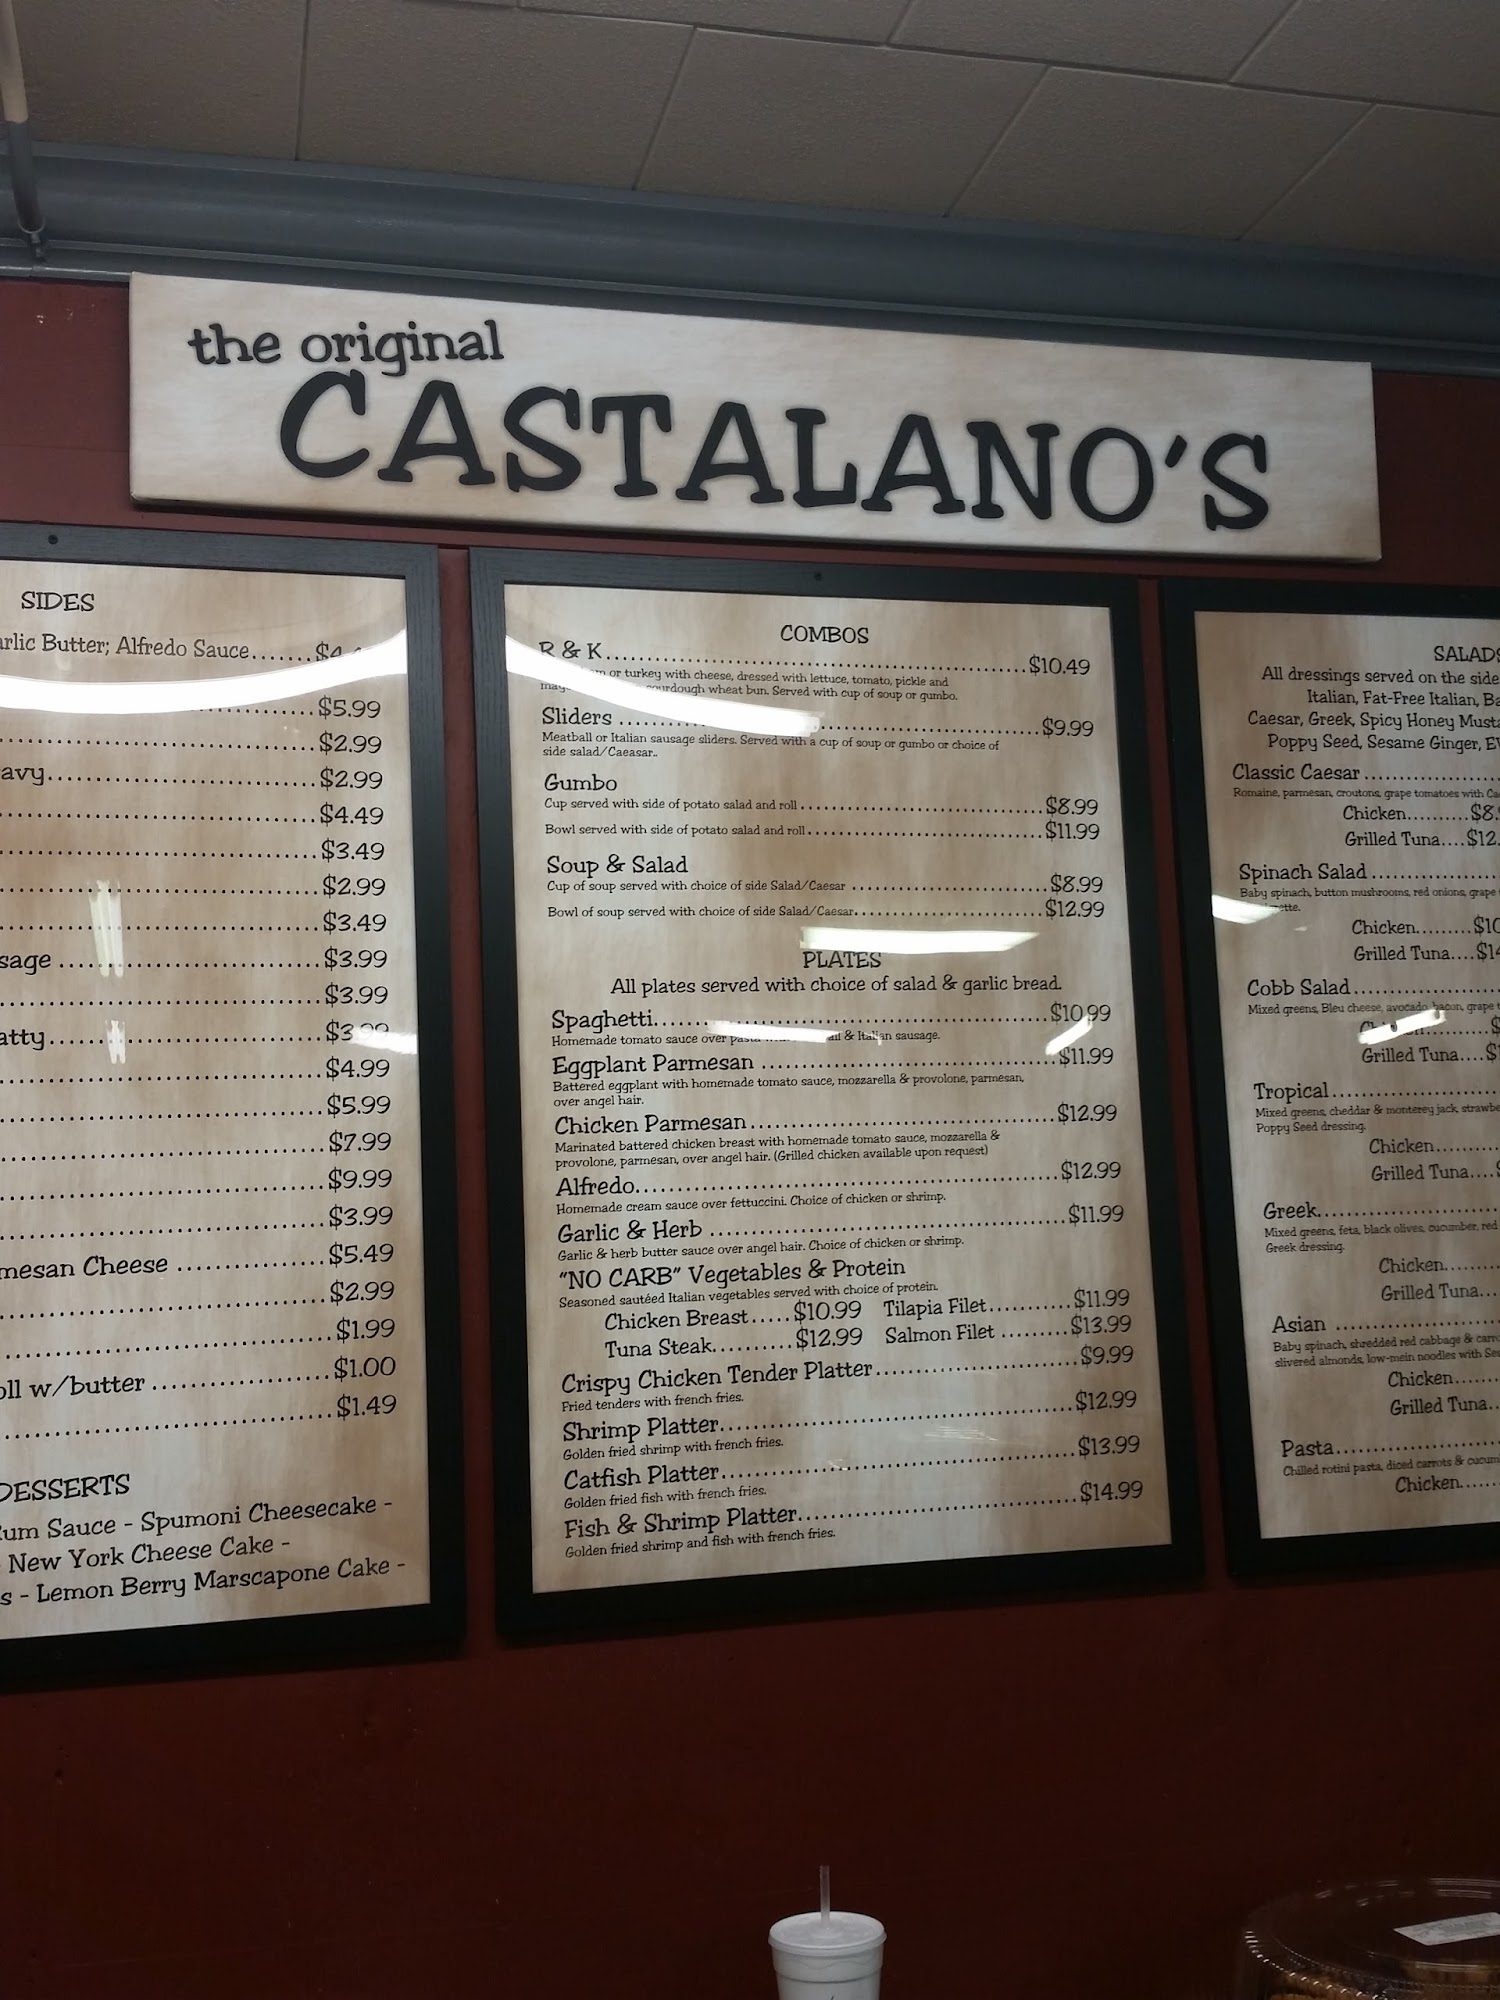 the original
CASTALANO'S
SIDES
Butter; Alfredo Sauce.......
$5.99
$2.99
$2.99
$4.49
$3.49
$2.99
$3.49
$3.99
$3.99
$4.99
$5.99
$7.99
$9.99
$3.99
Cheese ............... $5.49
$2.99
$1.99
w/butter ................. $1.00
$1.49
DESSERTS
Sauce - Spumoni Cheesecake -
New York Cheese Cake -
- Lemon Berry Marscapone Cake -
COMBOS
R & K.......................................................$10.49
or turkey with cheese, dressed with lettuce, tomato, pickle and
sourdough wheat bun. Served with cup of soup or gumbo.
Sliders ....................................................$9.99
Meatball or Italian sausage sliders. Served with a cup of soup or gumbo or choice of
side salad/Caeasar..
Gumbo
Cup served with side of potato salad and roll .................................$8.99
Bowl served with side of potato salad and roll.................................$11.99
Soup & Salad
Cup of soup served with choice of side Salad/Caesar ..........................$8.99
Bowl of soup served with choice of side Salad/Caesar..........................$12.99
PLATES
All plates served with choice of salad & garlic bread.
Spaghetti...................................................$10.99
Homemade tomato sauce over & Italian sausage.
Eggplant Parmesan ......................................$11.99
Battered eggplant with homemade tomato sauce, mozzarella & provolone, parmesan,
over angel hair.
Chicken Parmesan.......................................$12.99
Marinated battered chicken breast with homemade tomato sauce, mozzarella &
provolone, parmesan, over angel hair. (Grilled chicken available upon request)
Alfredo.....................................................$12.99
Homemade cream sauce over fettuccini. Choice of chicken or shrimp.
Garlic & Herb .............................................$11.99
Garlic & herb butter sauce over angel hair. Choice of chicken or shrimp.
"NO CARB" Vegetables & Protein
Seasoned sautéed Italian vegetables served with choice of protein.
Chicken Breast.....$10.99 Tilapia Filet...........$11.99
Tuna Steak..........$12.99 Salmon Filet .........$13.99
Crispy Chicken Tender Platter.........................$9.99
Fried tenders with french fries.
Shrimp Platter............................................$12.99
Golden fried shrimp with french fries.
Catfish Platter............................................$13.99
Golden fried fish with french fries.
Fish & Shrimp Platter...................................$14.99
Golden fried shrimp and fish with french fries.
SALADS
All dressings served on the side
Italian, Fat-Free Italian,
Caesar, Greek, Spicy Honey
Poppy Seed, Sesame Ginger,
Classic Caesar ...............
Romaine, parmesan, croutons, grape tomatoes with
Chicken..........
Grilled Tuna....
Spinach Salad ...............
Baby spinach, button mushrooms, red onions, grape
Chicken.........
Grilled Tuna....
Cobb Salad...................
Mixed greens, Bleu cheese, avocado, bacon, grape
Grilled Tuna....
Tropical......................
Mixed greens, cheddar & monterey jack,
Poppy Seed dressing.
Chicken..........
Grilled Tuna....
Greek.........................
Mixed greens, feta, black olives, cucumber, red
Greek dressing.
Chicken..........
Grilled Tuna...
Asian ........................
Baby spinach, shredded red cabbage &
slivered almonds, low-mein noodles with
Chicken........
Grilled Tuna..
Pasta.........................
Chilled rotini pasta, diced carrots &
Chicken......